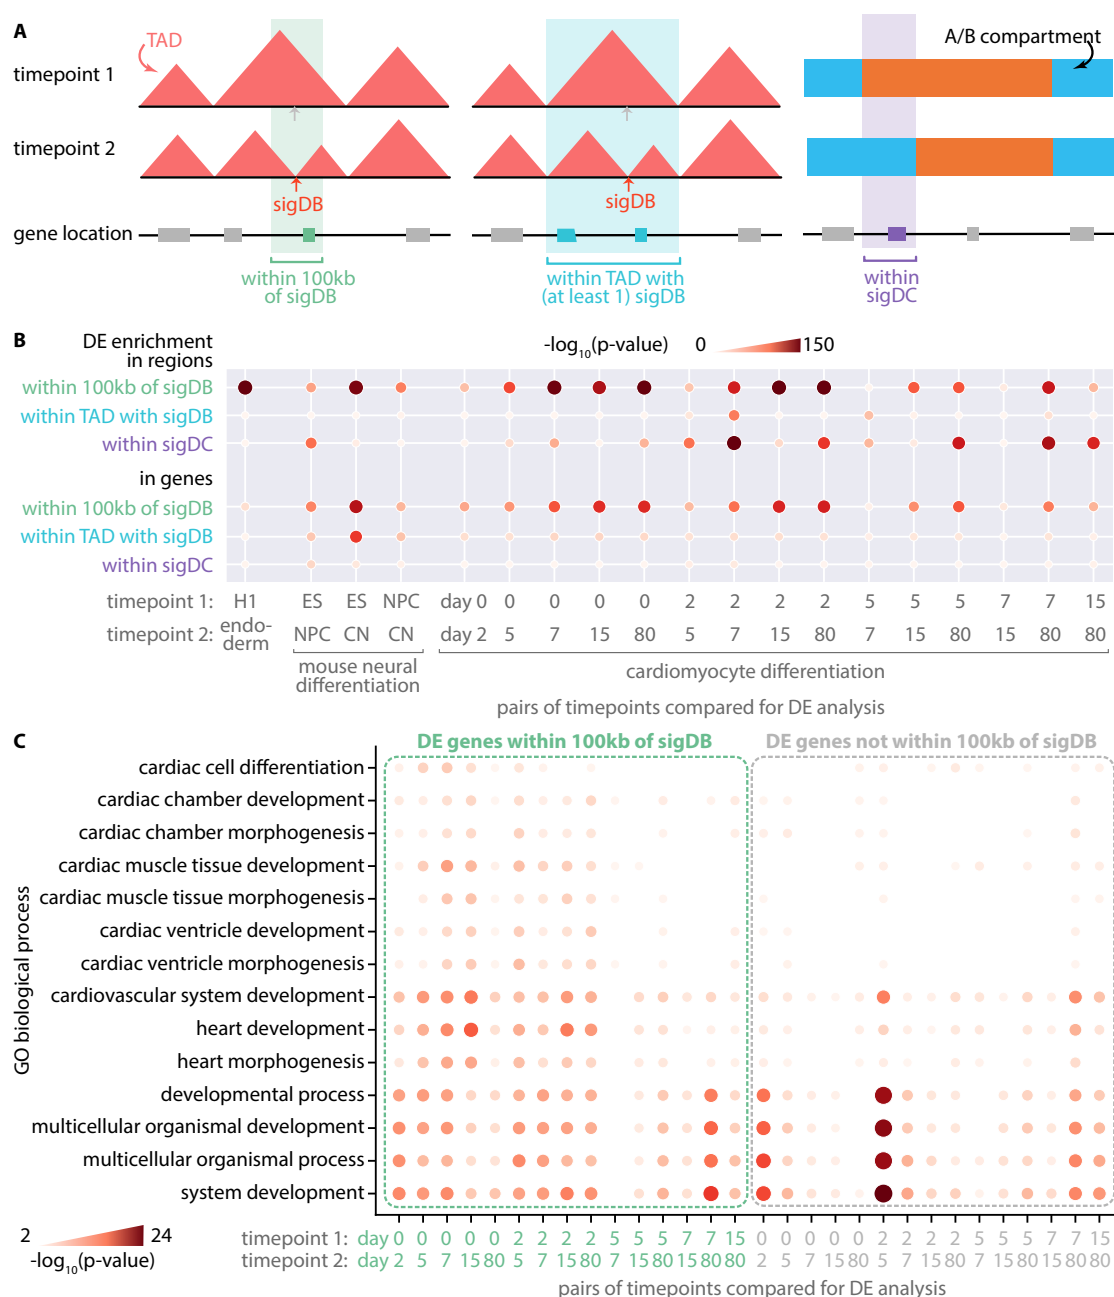 A
TAD
A/B compartment
timepoint 1
timepoint 2
sigDB
sigDB
gene location
within 100kb
of sigDB
within TAD with
(at least 1) sigDB
within
sigDC
B
DE enrichment
in regions
-log10(p-value) 0 150
within 100kb of sigDB
within TAD with sigDB
within sigDC
in genes
within 100kb of sigDB
within TAD with sigDB
within sigDC
timepoint 1: H1 ES ES NPC day 0 0 0 0 0 2 2 2 2 5 5 5 7 7 15
timepoint 2: endo-derm NPC CN CN day 2 5 7 15 80 5 7 15 80 7 15 80 15 80 80
mouse neural
differentiation
cardiomyocyte differentiation
pairs of timepoints compared for DE analysis
C
DE genes within 100kb of sigDB
DE genes not within 100kb of sigDB
GO biological process
cardiac cell differentiation
cardiac chamber development
cardiac chamber morphogenesis
cardiac muscle tissue development
cardiac muscle tissue morphogenesis
cardiac ventricle development
cardiac ventricle morphogenesis
cardiovascular system development
heart development
heart morphogenesis
developmental process
multicellular organismal development
multicellular organismal process
system development
2 24
-log10(p-value)
timepoint 1: day 0 0 0 0 0 2 2 2 2 5 5 5 7 7 15 0 0 0 0 0 2 2 2 2 5 5 5 7 7 15
timepoint 2: day 2 5 7 15 80 5 7 15 80 7 15 80 15 80 80 2 5 7 15 80 5 7 15 80 7 15 80 15 80 80
pairs of timepoints compared for DE analysis